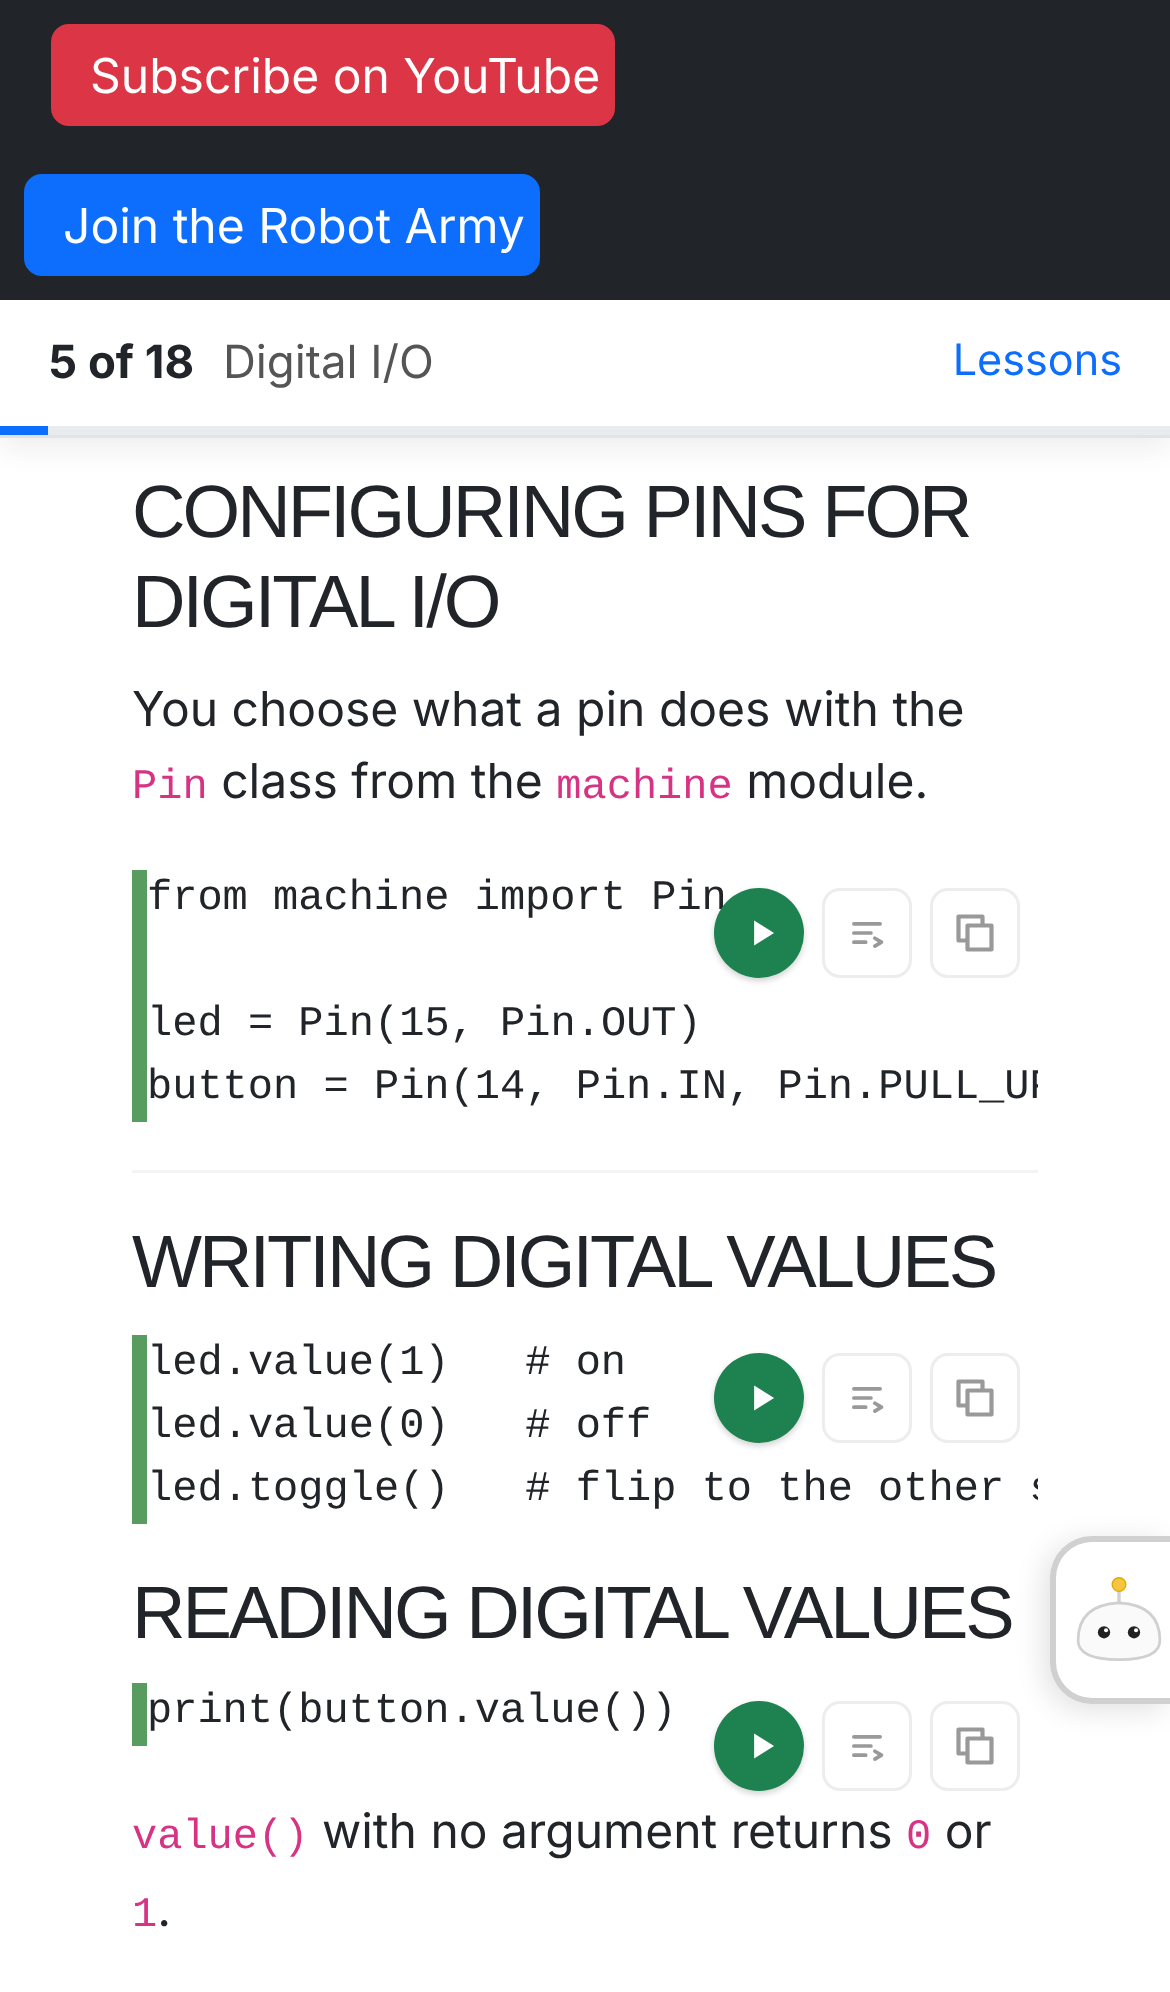 Subscribe on YouTube
Join the Robot Army
5 of 18 Digital I/O Lessons
CONFIGURING PINS FOR
DIGITAL I/O
You choose what a pin does with the
Pin class from the machine module.
from machine import Pin
led = Pin(15, Pin.OUT)
button = Pin(14, Pin.IN, Pin.PULL_U
WRITING DIGITAL VALUES
led.value(1)   # on
led.value(0)   # off
led.toggle()   # flip to the other
READING DIGITAL VALUES
print(button.value())
value() with no argument returns 0 or
1.